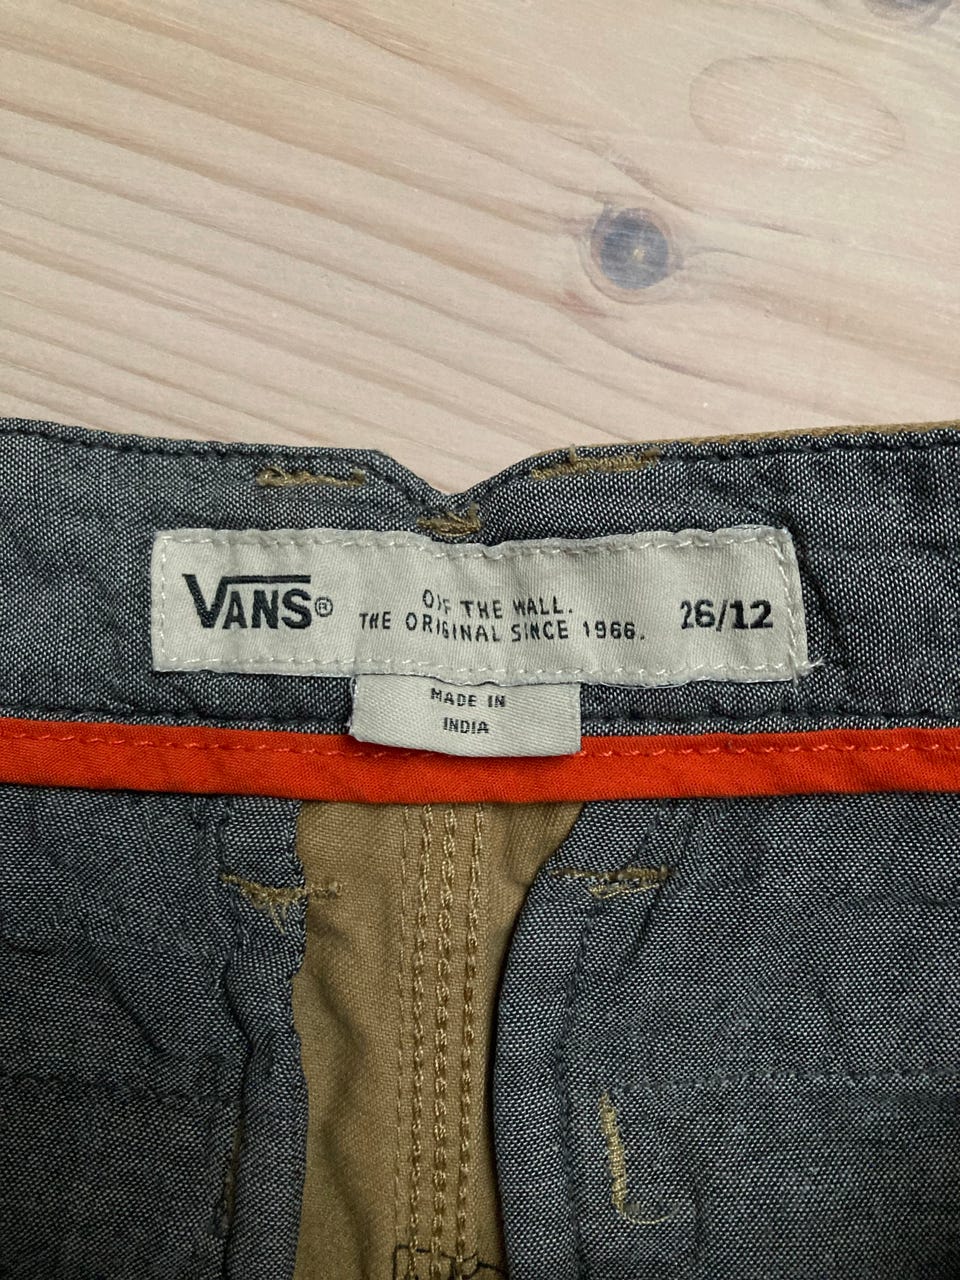 VANS®
OFF THE WALL.
THE ORIGINAL SINCE 1966.
26/12
MADE IN
INDIA